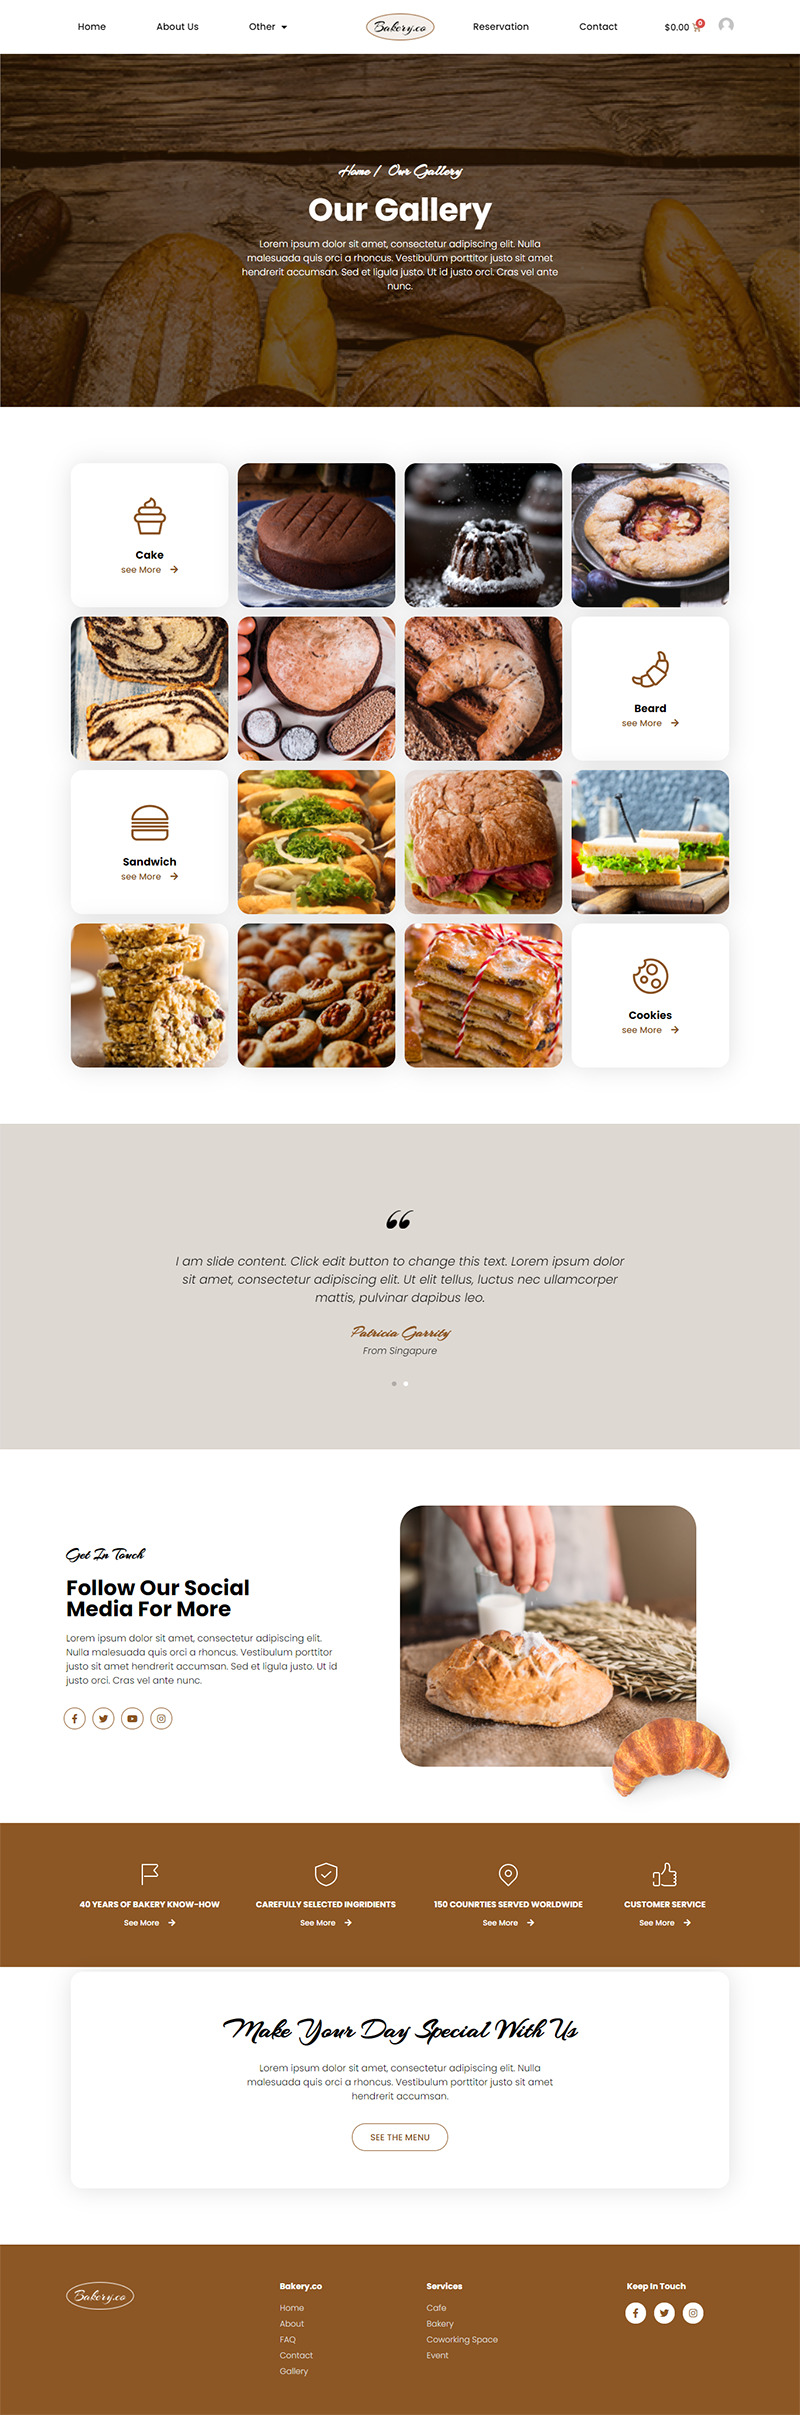 Home
About Us
Other
Bakery.co
Reservation
Contact
$0.00
0
Home / Our Gallery
Our Gallery
Lorem ipsum dolor sit amet, consectetur adipiscing elit. Nulla
malesuada quis orci a rhoncus. Vestibulum porttitor justo sit amet
hendrerit accumsan. Sed et ligula justo. Ut id justo orci. Cras vel ante
nunc.
Cake
see More
Beard
see More
Sandwich
see More
Cookies
see More
“
I am slide content. Click edit button to change this text. Lorem ipsum dolor
sit amet, consectetur adipiscing elit. Ut elit tellus, luctus nec ullamcorper
mattis, pulvinar dapibus leo.
Patricia Garrity
From Singapure
Get In Touch
Follow Our Social
Media For More
Lorem ipsum dolor sit amet, consectetur adipiscing elit.
Nulla malesuada quis orci a rhoncus. Vestibulum porttitor
justo sit amet hendrerit accumsan. Sed et ligula justo. Ut id
justo orci. Cras vel ante nunc.
40 YEARS OF BAKERY KNOW-HOW
See More
CAREFULLY SELECTED INGRIDIENTS
See More
150 COUNRTIES SERVED WORLDWIDE
See More
CUSTOMER SERVICE
See More
Make Your Day Special With Us
Lorem ipsum dolor sit amet, consectetur adipiscing elit. Nulla
malesuada quis orci a rhoncus. Vestibulum porttitor justo sit amet
hendrerit accumsan.
SEE THE MENU
Bakery.co
Bakery.co
Home
About
FAQ
Contact
Gallery
Services
Cafe
Bakery
Coworking Space
Event
Keep In Touch